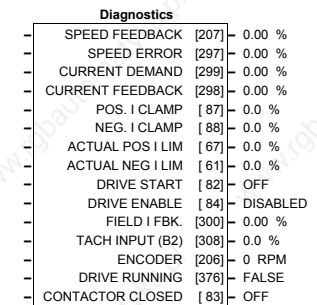 Diagnostics
SPEED FEEDBACK [207] 0.00 %
SPEED ERROR [297] 0.00 %
CURRENT DEMAND [299] 0.00 %
CURRENT FEEDBACK [298] 0.00 %
POS. I CLAMP [ 87] 0.0 %
NEG. I CLAMP [ 88] 0.0 %
ACTUAL POS I LIM [ 67] 0.0 %
ACTUAL NEG I LIM [ 61] 0.0 %
DRIVE START [ 82] OFF
DRIVE ENABLE [ 84] DISABLED
FIELD I FBK. [300] 0.00 %
TACH INPUT (B2) [308] 0.0 %
ENCODER [206] 0 RPM
DRIVE RUNNING [376] FALSE
CONTACTOR CLOSED [ 83] OFF